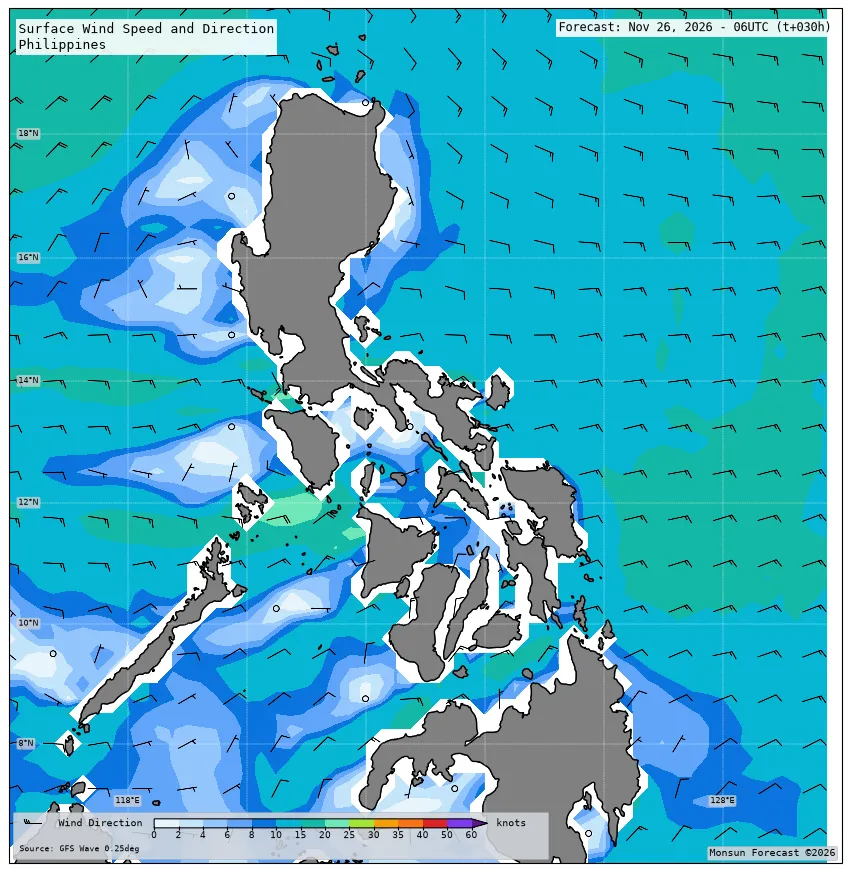 Surface Wind Speed and Direction
Philippines
Forecast: Nov 26, 2026 - 06UTC (t+030h)
18°N
16°N
14°N
12°N
10°N
8°N
118°E
128°E
Wind Direction
knots
0 2 4 6 8 10 15 20 25 30 35 40 50 60
Source: GFS Wave 0.25deg
Monsun Forecast ©2026